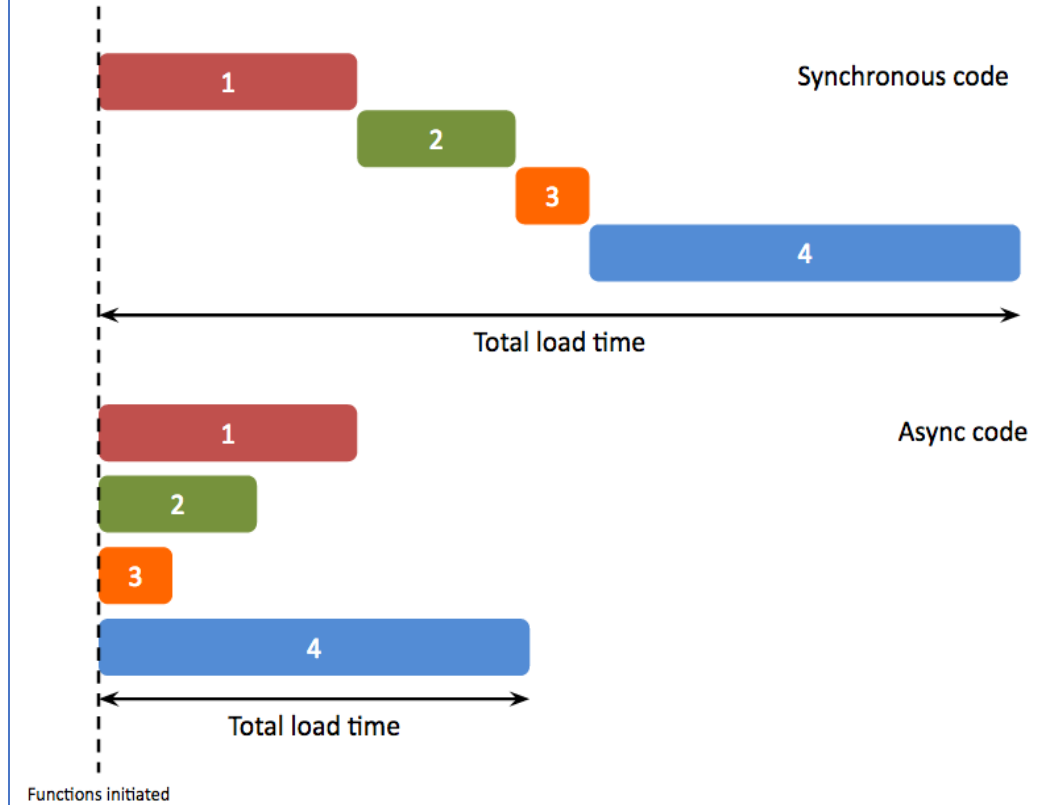 1
Synchronous code
2
3
4
Total load time
1
Async code
2
3
4
Total load time
Functions initiated